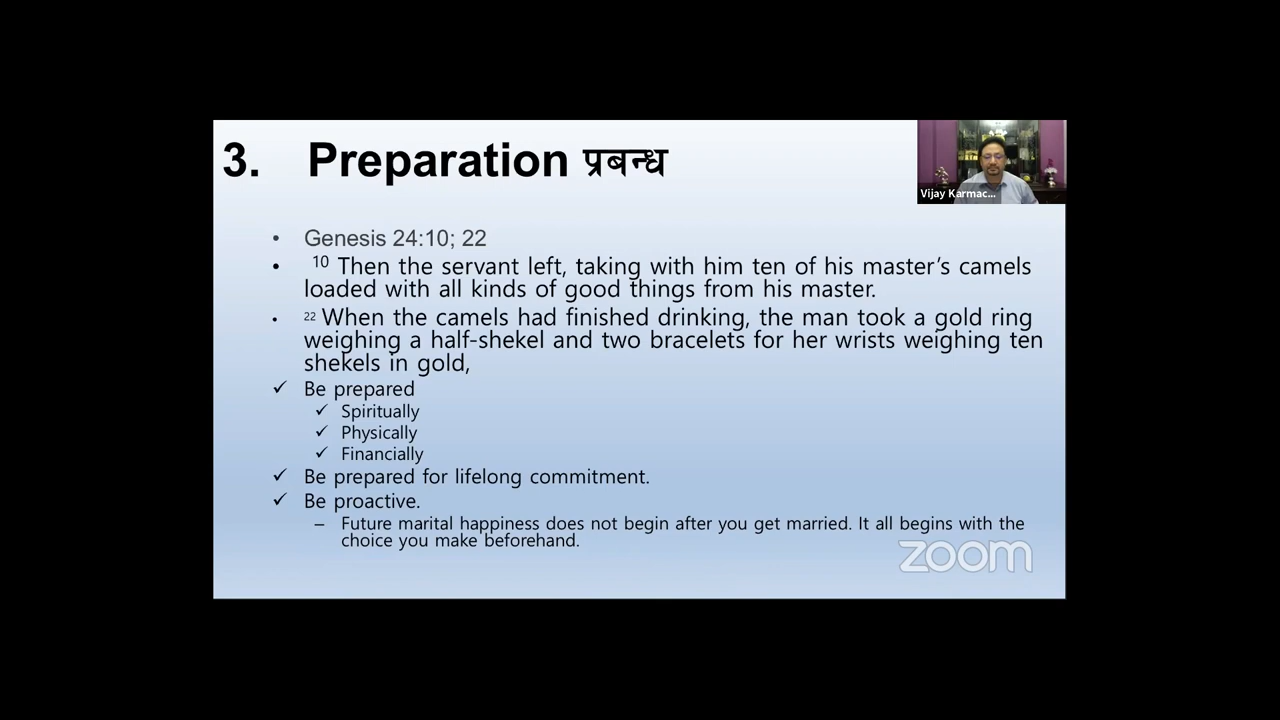 3. Preparation प्रबन्ध
Vijay Karmac...
• Genesis 24:10; 22
• 10 Then the servant left, taking with him ten of his master’s camels
loaded with all kinds of good things from his master.
• 22 When the camels had finished drinking, the man took a gold ring
weighing a half-shekel and two bracelets for her wrists weighing ten
shekels in gold,
✓ Be prepared
✓ Spiritually
✓ Physically
✓ Financially
✓ Be prepared for lifelong commitment.
✓ Be proactive.
– Future marital happiness does not begin after you get married. It all begins with the
choice you make beforehand.
zoom